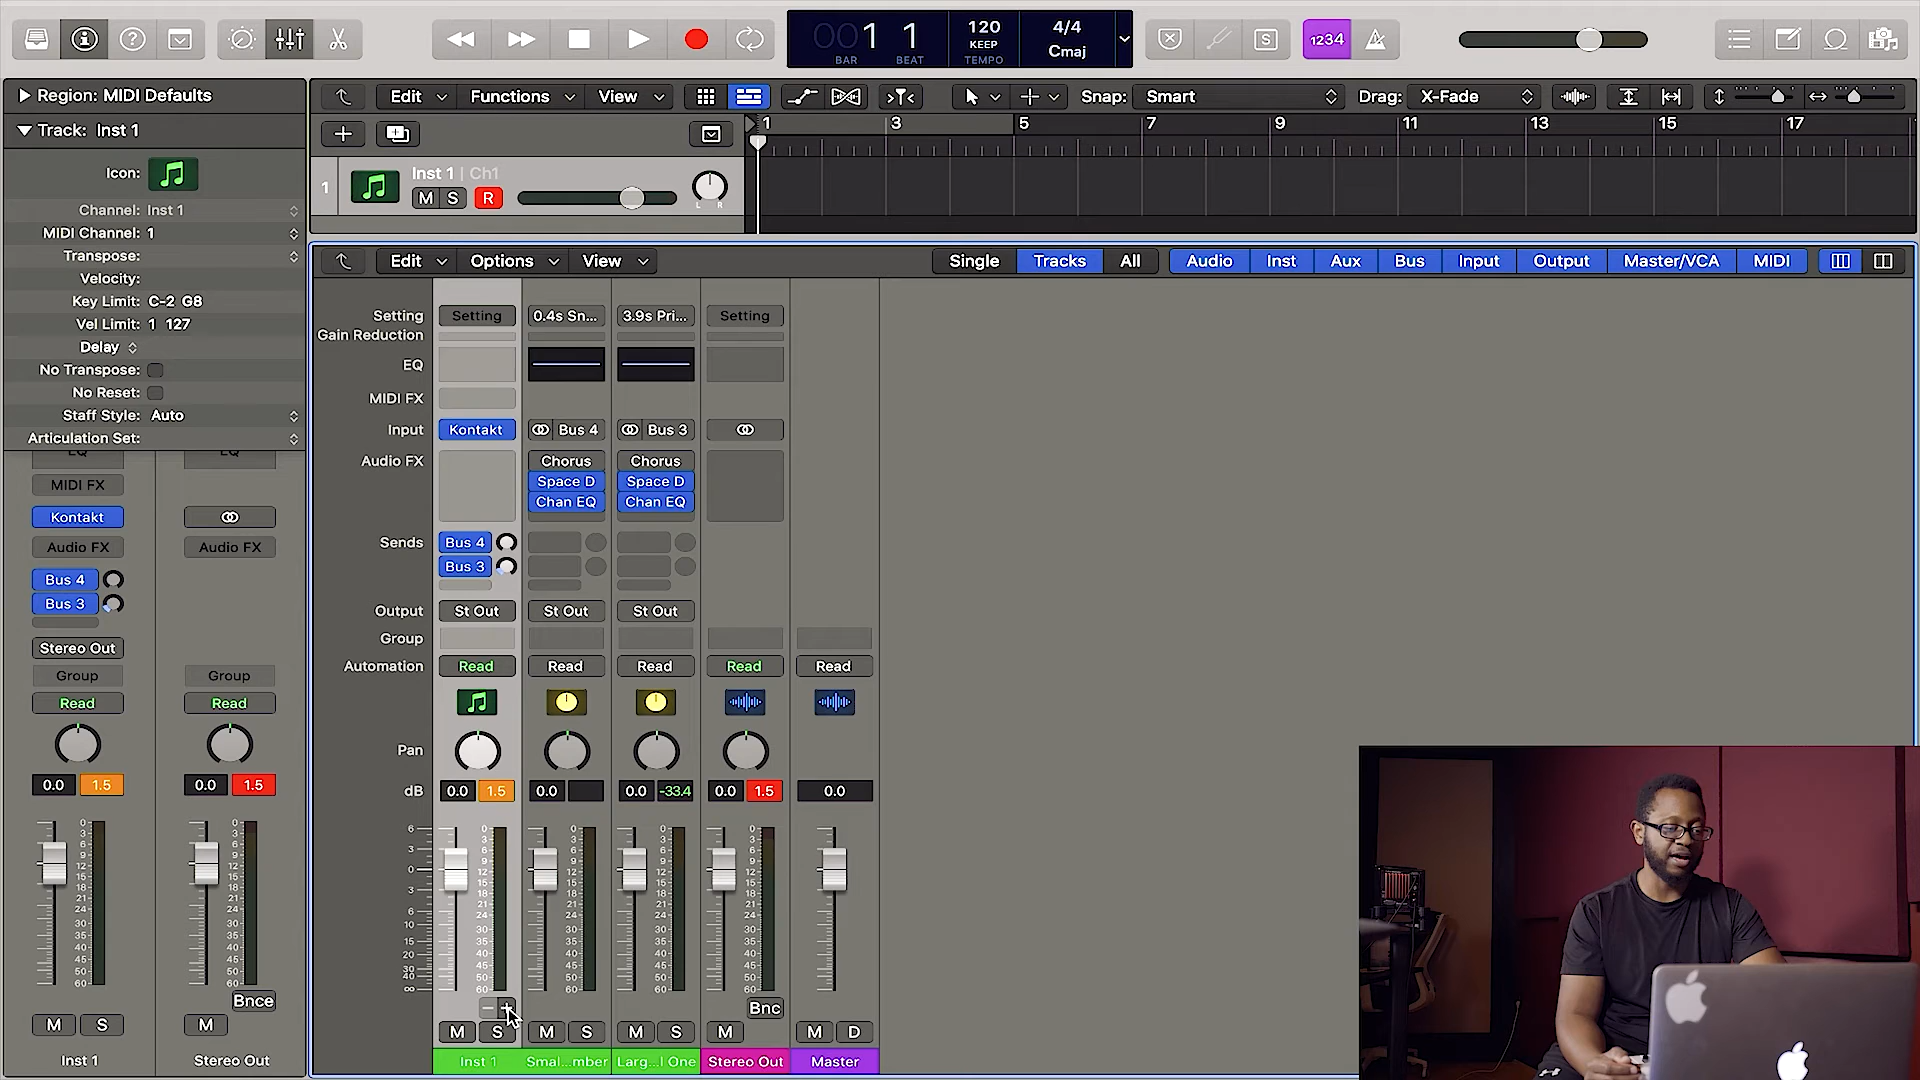 001 1
BAR BEAT
120
KEEP
TEMPO
4/4
Cmaj
S
1234
Region: MIDI Defaults
Track: Inst 1
Icon:
Channel: Inst 1
MIDI Channel: 1
Transpose:
Velocity:
Key Limit: C-2 G8
Vel Limit: 1 127
Delay
No Transpose:
No Reset:
Staff Style: Auto
Articulation Set:
Edit Functions View
Snap: Smart
Drag: X-Fade
1 3 5 7 9 11 13 15 17
1
Inst 1 | Ch1
M S R
L R
Edit Options View
Single Tracks All
Audio Inst Aux Bus Input Output Master/VCA MIDI
Setting Setting 0.4s Sn... 3.9s Pri... Setting
Gain Reduction
EQ
MIDI FX
Input Kontakt Bus 4 Bus 3
Audio FX Chorus Chorus
Space D Space D
Chan EQ Chan EQ
Sends Bus 4
Bus 3
Output St Out St Out St Out
Group
Automation Read Read Read Read Read
Pan
dB 0.0 1.5 0.0 0.0 -33.4 0.0 1.5 0.0
Bnc
M S M S M S M M D
Inst 1 Smal...mber Larg...l One Stereo Out Master
EQ EQ
MIDI FX
Kontakt
Audio FX Audio FX
Bus 4
Bus 3
Stereo Out
Group Group
Read Read
0.0 1.5 0.0 1.5
Bnce
M S M
Inst 1 Stereo Out